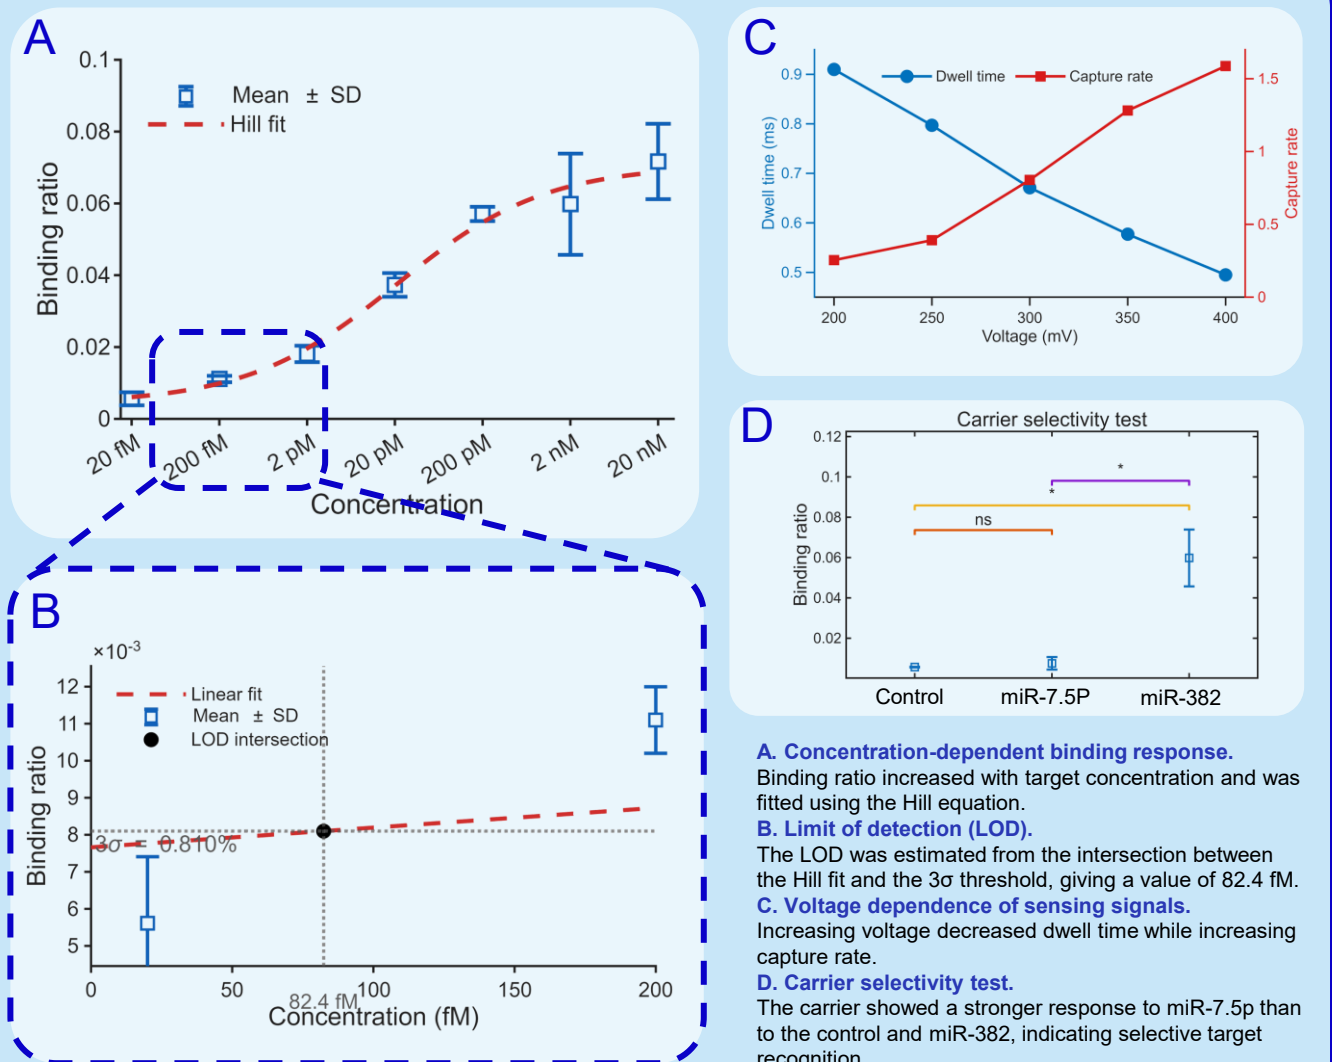 A
0.1
0.08
0.06
0.04
0.02
0
Binding ratio
Mean ± SD
Hill fit
20 fM
200 fM
2 pM
20 pM
200 pM
2 nM
20 nM
Concentration
B
×10⁻³
12
11
10
9
8
7
6
5
Binding ratio
Linear fit
Mean ± SD
LOD intersection
3σ = 0.810%
0
50
100
150
200
82.4 fM
Concentration (fM)
C
0.9
0.8
0.7
0.6
0.5
Dwell time (ms)
Dwell time
Capture rate
1.5
1
0.5
0
Capture rate
200
250
300
350
400
Voltage (mV)
D
Carrier selectivity test
0.12
0.1
0.08
0.06
0.04
0.02
Binding ratio
*
*
ns
Control
miR-7.5P
miR-382
A. Concentration-dependent binding response.
Binding ratio increased with target concentration and was
fitted using the Hill equation.
B. Limit of detection (LOD).
The LOD was estimated from the intersection between
the Hill fit and the 3σ threshold, giving a value of 82.4 fM.
C. Voltage dependence of sensing signals.
Increasing voltage decreased dwell time while increasing
capture rate.
D. Carrier selectivity test.
The carrier showed a stronger response to miR-7.5p than
to the control and miR-382, indicating selective target
recognition